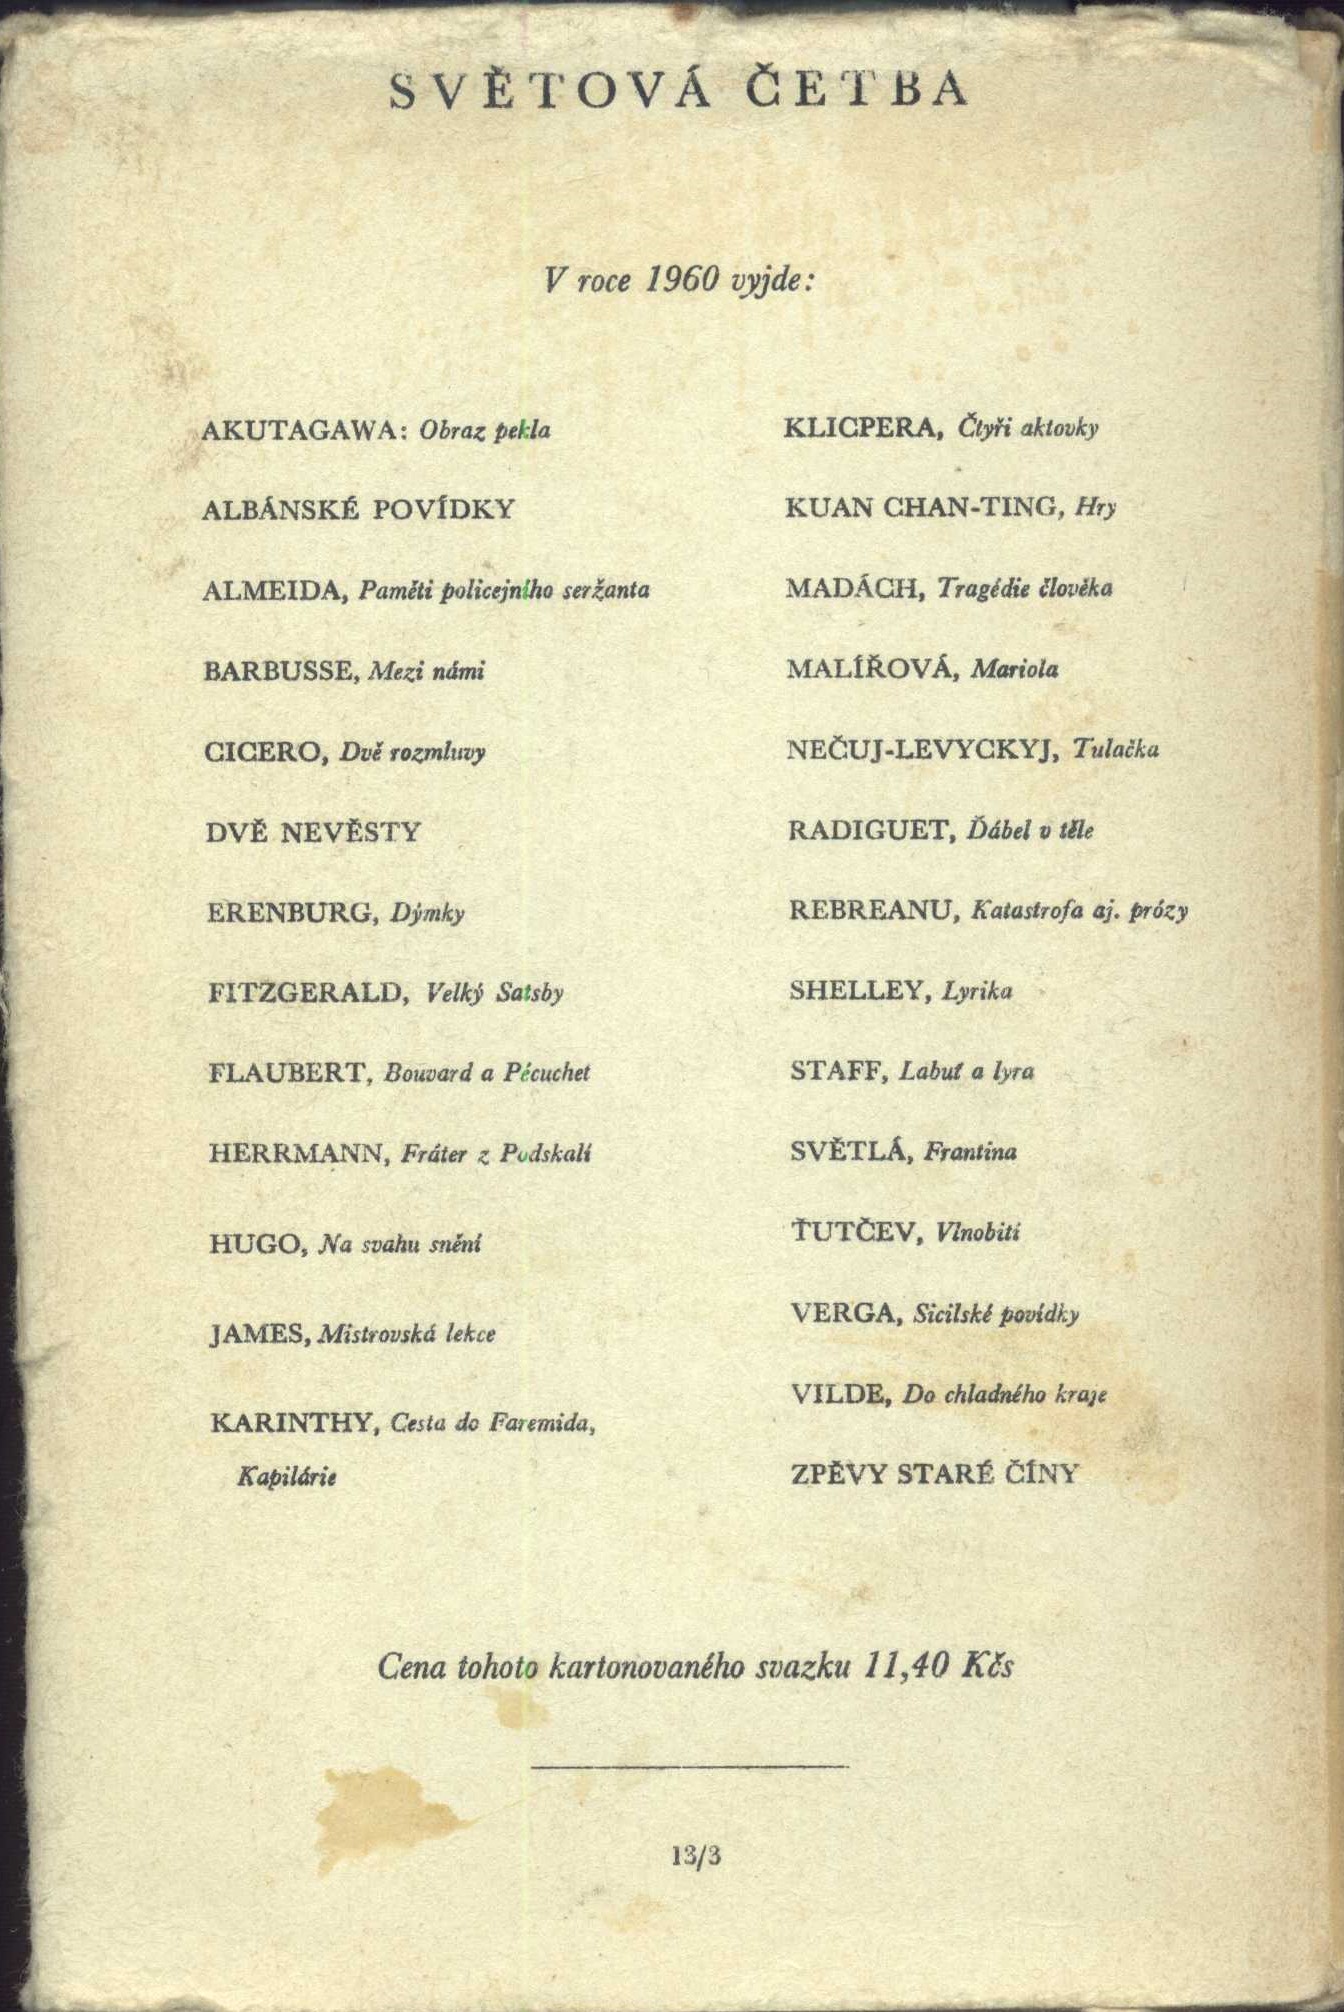 SVĚTOVÁ ČETBA
V roce 1960 vyjde:
AKUTAGAWA: Obraz pekla
ALBÁNSKÉ POVÍDKY
ALMEIDA, Paměti policejního seržanta
BARBUSSE, Mezi námi
CICERO, Dvě rozmluvy
DVĚ NEVĚSTY
ERENBURG, Dýmky
FITZGERALD, Velký Satsby
FLAUBERT, Bouvard a Pécuchet
HERRMANN, Fráter z Podskalí
HUGO, Na svahu snění
JAMES, Mistrovská lekce
KARINTHY, Cesta do Faremida,
Kapilárie
KLICPERA, Čtyři aktovky
KUAN CHAN-TING, Hry
MADÁCH, Tragédie člověka
MALÍŘOVÁ, Mariola
NEČUJ-LEVYCKYJ, Tulačka
RADIGUET, Ďábel v těle
REBREANU, Katastrofa aj. prózy
SHELLEY, Lyrika
STAFF, Labuť a lyra
SVĚTLÁ, Frantina
ŤUTČEV, Vlnobití
VERGA, Sicilské povídky
VILDE, Do chladného kraje
ZPĚVY STARÉ ČÍNY
Cena tohoto kartonovaného svazku 11,40 Kčs
13/3